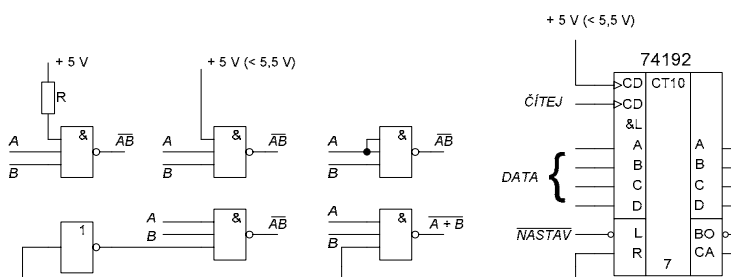 + 5 V
R
A
B
&
AB
+ 5 V (< 5,5 V)
A
B
&
AB
A
B
&
AB
1
A
B
&
AB
A
B
&
A + B
+ 5 V (< 5,5 V)
74192
CD CT10
ČÍTEJ CD
&L
DATA {
A A
B B
C C
D D
NASTAV L BO
R CA
7